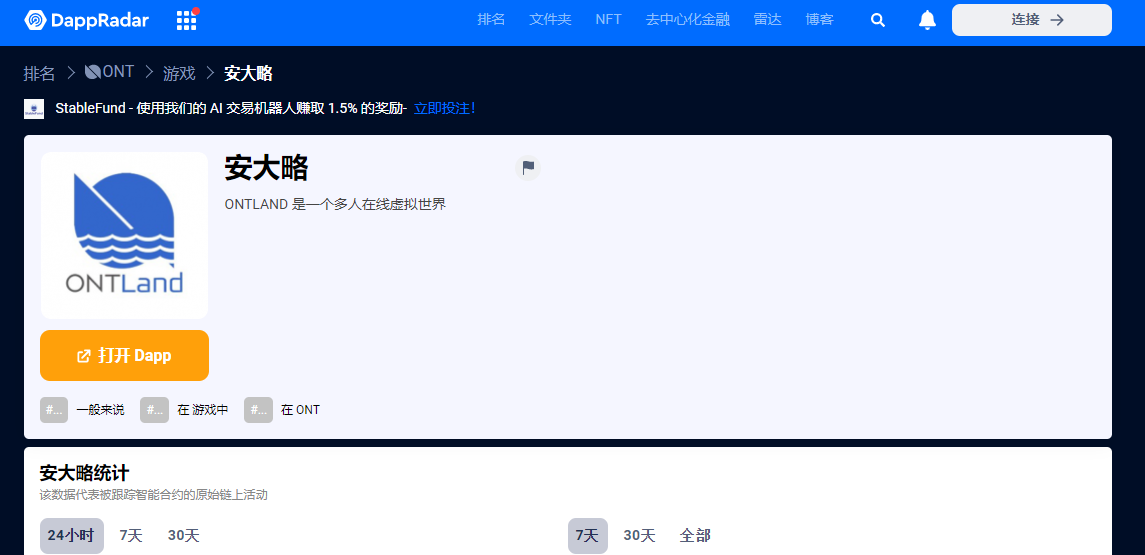 DappRadar 排名 文件夹 NFT 去中心化金融 雷达 博客 连接
排名 ONT 游戏 安大略
StableFund - 使用我们的 AI 交易机器人赚取 1.5% 的奖励- 立即投注!
安大略
ONTLAND 是一个多人在线虚拟世界
ONTLand
打开 Dapp
#... 一般来说 #... 在 游戏中 #... 在 ONT
安大略统计
该数据代表被跟踪智能合约的原始链上活动
24小时 7天 30天 7天 30天 全部